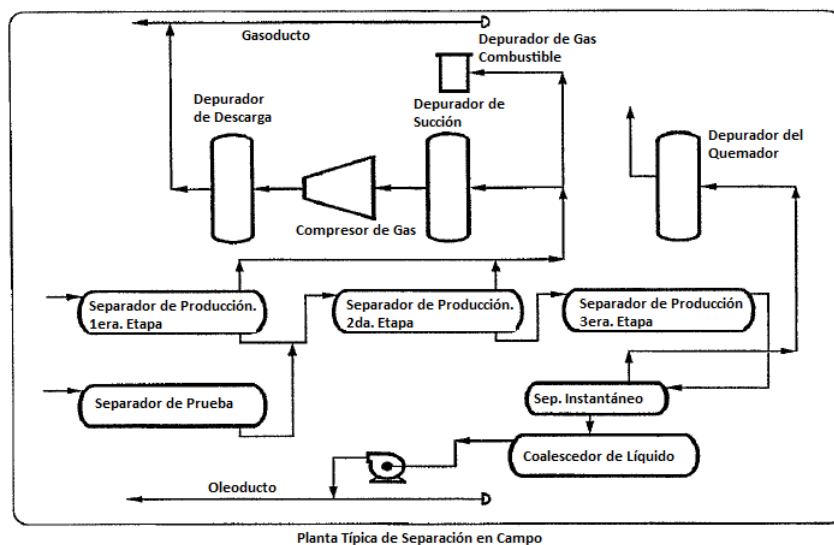 Gasoducto
Depurador de Gas
Combustible
Depurador
de Descarga
Depurador de
Succión
Depurador del
Quemador
Compresor de Gas
Separador de Producción.
1era. Etapa
Separador de Producción.
2da. Etapa
Separador de Producción
3era. Etapa
Separador de Prueba
Sep. Instantáneo
Coalescedor de Líquido
Oleoducto
Planta Típica de Separación en Campo